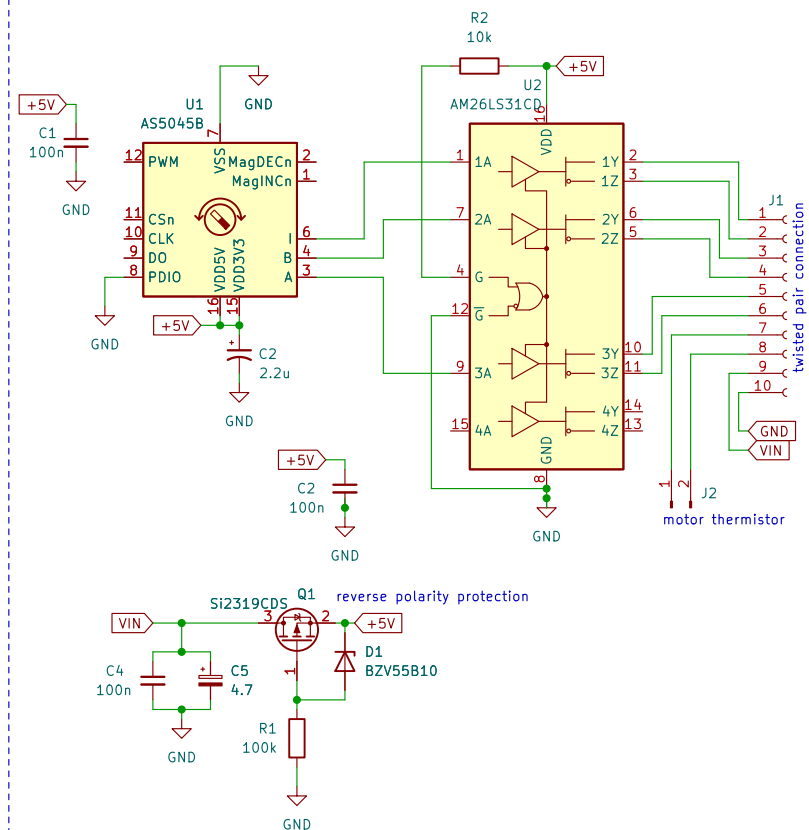 R2
10k
+5V
U2
AM26LS31CD
+5V
C1
100n
GND
GND
U1
AS5045B
7
VSS
12 PWM
MagDECn 2
MagINCn 1
11 CSn
10 CLK
9 DO
8 PDIO
I 6
B 4
A 3
VDD5V
VDD3V3
16
15
GND
+5V
C2
2.2u
GND
16
VDD
1 1A
1Y 2
1Z 3
7 2A
2Y 6
2Z 5
4 G
12 G
9 3A
3Y 10
3Z 11
15 4A
4Y 14
4Z 13
GND
8
GND
J1
1
2
3
4
5
6
7
8
9
10
twisted pair connection
GND
VIN
1
2
J2
motor thermistor
+5V
C2
100n
GND
reverse polarity protection
Q1
Si2319CDS
VIN
3
2
1
+5V
D1
BZV55B10
C4
100n
C5
4.7
GND
R1
100k
GND